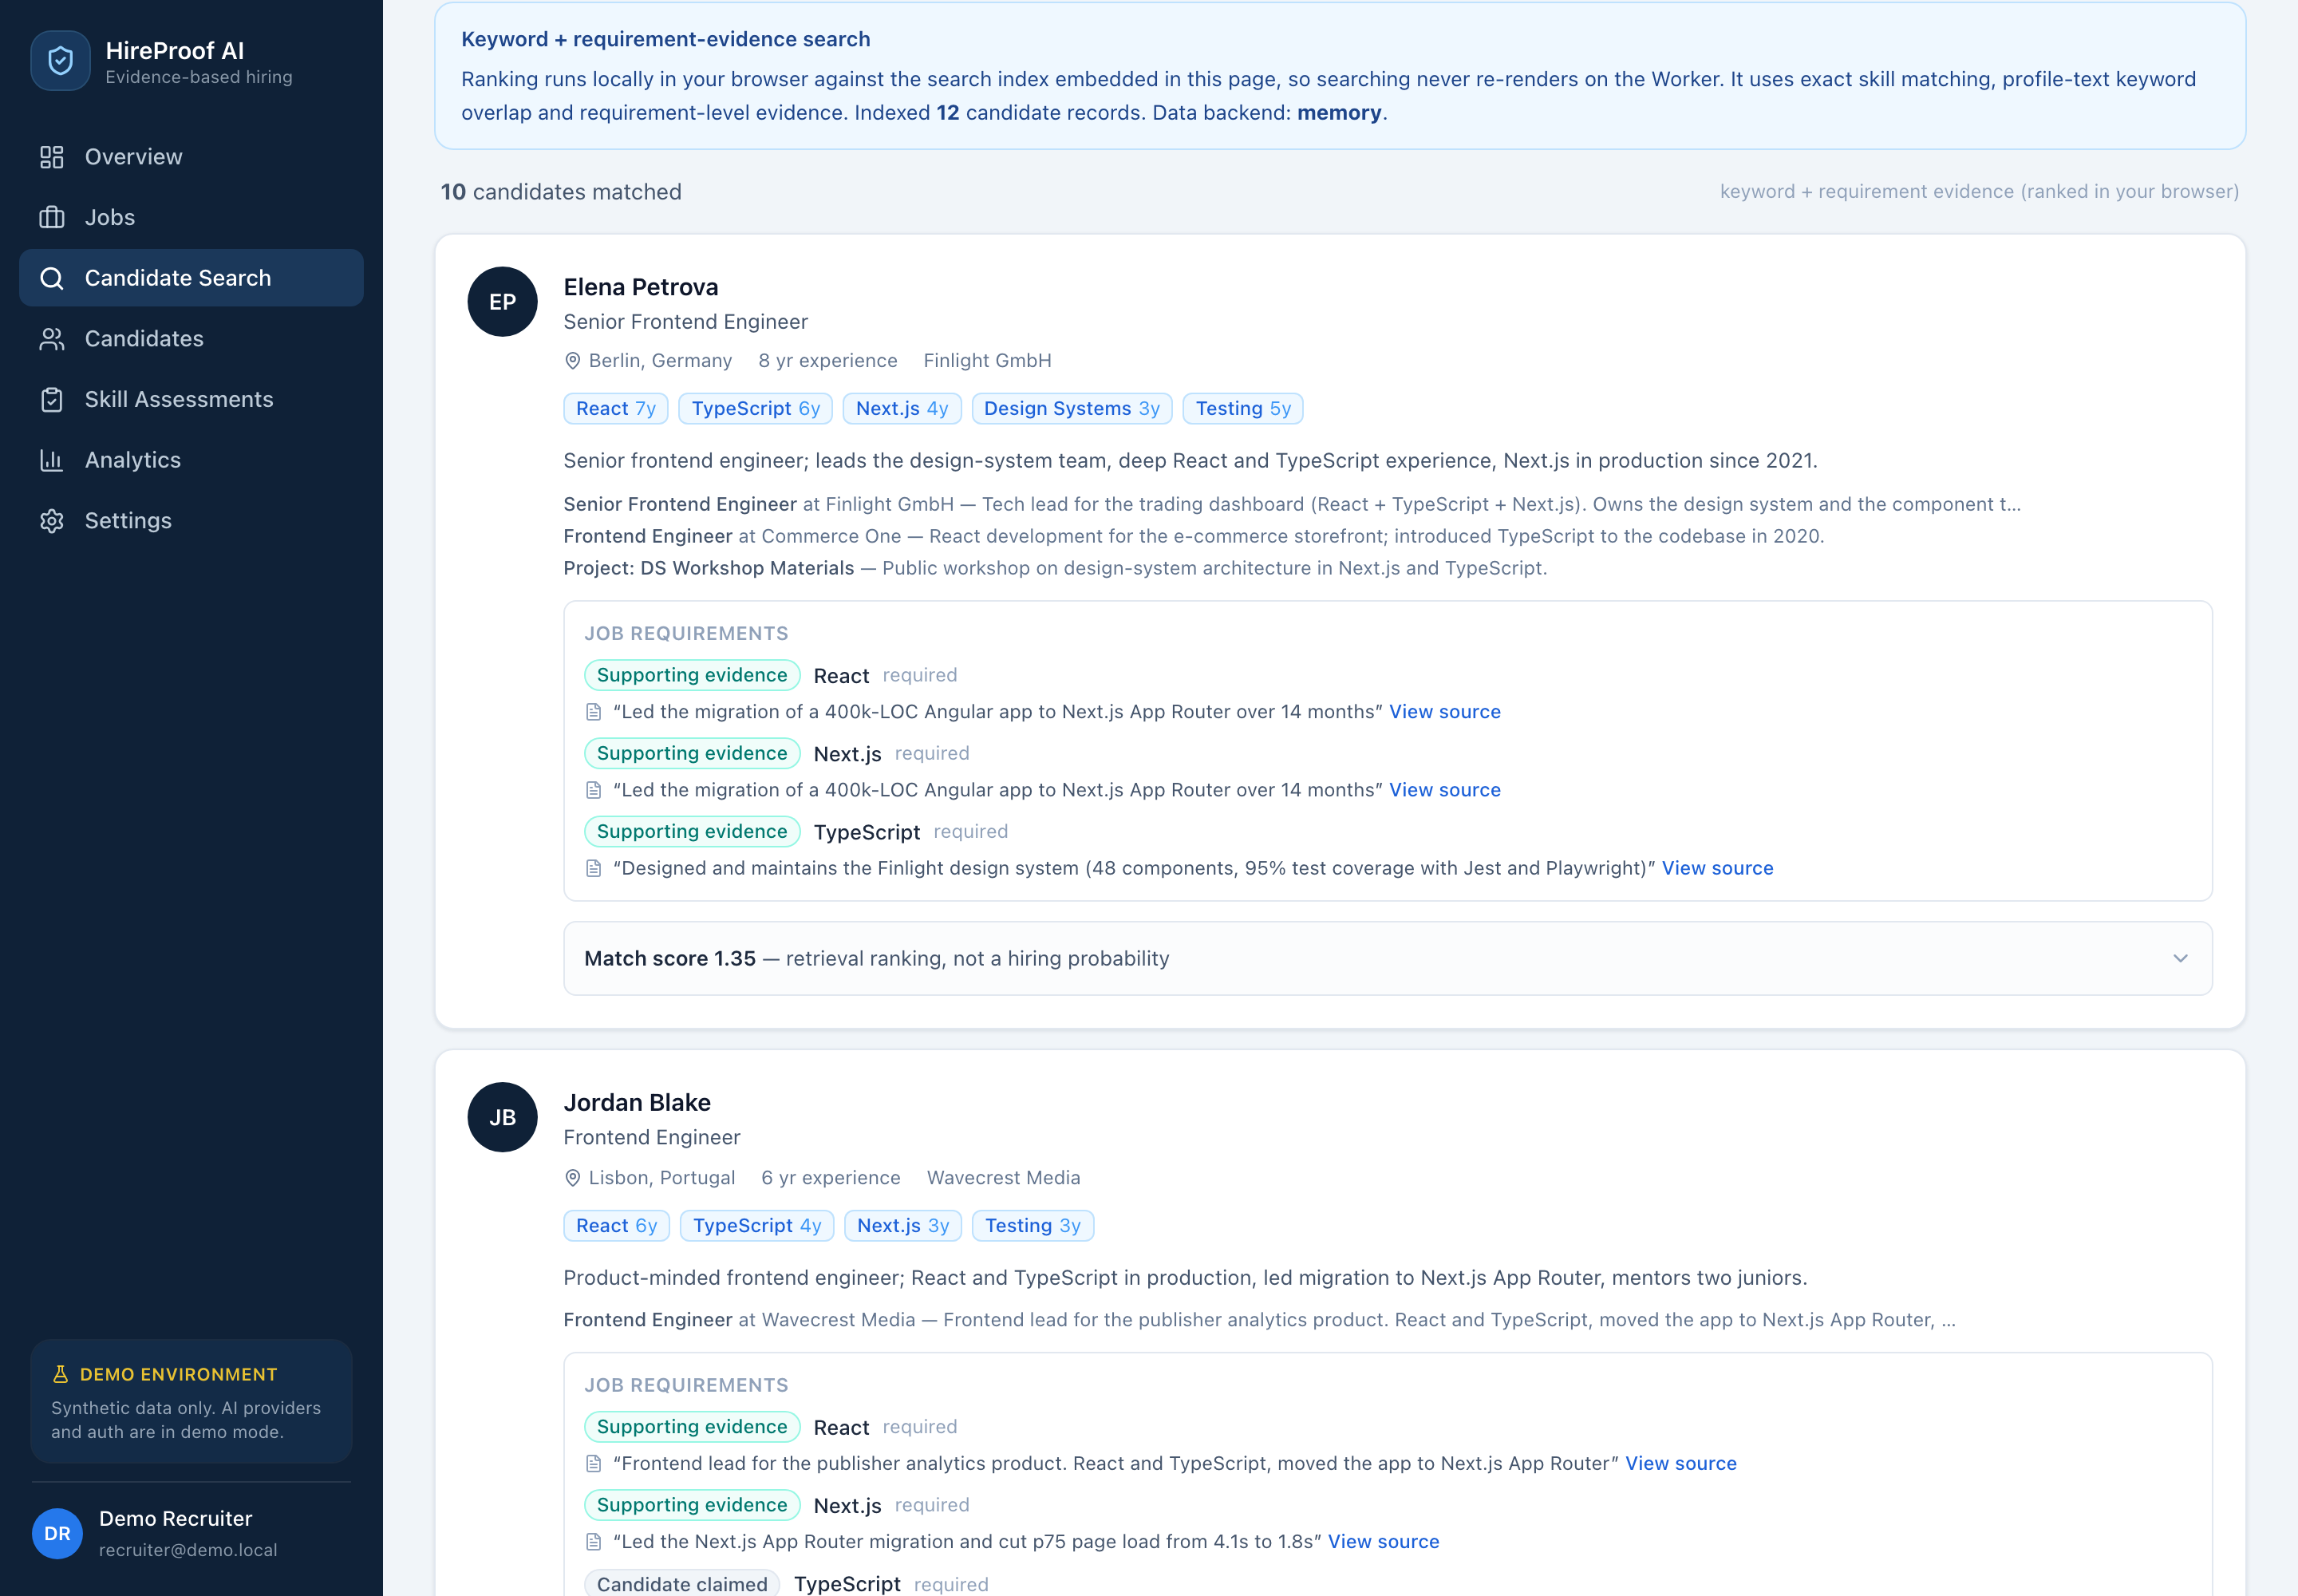 HireProof AI
Evidence-based hiring
Overview
Jobs
Candidate Search
Candidates
Skill Assessments
Analytics
Settings
DEMO ENVIRONMENT
Synthetic data only. AI providers
and auth are in demo mode.
DR
Demo Recruiter
recruiter@demo.local
Keyword + requirement-evidence search
Ranking runs locally in your browser against the search index embedded in this page, so searching never re-renders on the Worker. It uses exact skill matching, profile-text keyword
overlap and requirement-level evidence. Indexed 12 candidate records. Data backend: memory.
10 candidates matched
keyword + requirement evidence (ranked in your browser)
EP
Elena Petrova
Senior Frontend Engineer
Berlin, Germany 8 yr experience Finlight GmbH
React 7y TypeScript 6y Next.js 4y Design Systems 3y Testing 5y
Senior frontend engineer; leads the design-system team, deep React and TypeScript experience, Next.js in production since 2021.
Senior Frontend Engineer at Finlight GmbH — Tech lead for the trading dashboard (React + TypeScript + Next.js). Owns the design system and the component t...
Frontend Engineer at Commerce One — React development for the e-commerce storefront; introduced TypeScript to the codebase in 2020.
Project: DS Workshop Materials — Public workshop on design-system architecture in Next.js and TypeScript.
JOB REQUIREMENTS
Supporting evidence React required
“Led the migration of a 400k-LOC Angular app to Next.js App Router over 14 months” View source
Supporting evidence Next.js required
“Led the migration of a 400k-LOC Angular app to Next.js App Router over 14 months” View source
Supporting evidence TypeScript required
“Designed and maintains the Finlight design system (48 components, 95% test coverage with Jest and Playwright)” View source
Match score 1.35 — retrieval ranking, not a hiring probability
JB
Jordan Blake
Frontend Engineer
Lisbon, Portugal 6 yr experience Wavecrest Media
React 6y TypeScript 4y Next.js 3y Testing 3y
Product-minded frontend engineer; React and TypeScript in production, led migration to Next.js App Router, mentors two juniors.
Frontend Engineer at Wavecrest Media — Frontend lead for the publisher analytics product. React and TypeScript, moved the app to Next.js App Router, ...
JOB REQUIREMENTS
Supporting evidence React required
“Frontend lead for the publisher analytics product. React and TypeScript, moved the app to Next.js App Router” View source
Supporting evidence Next.js required
“Led the Next.js App Router migration and cut p75 page load from 4.1s to 1.8s” View source
Candidate claimed TypeScript required